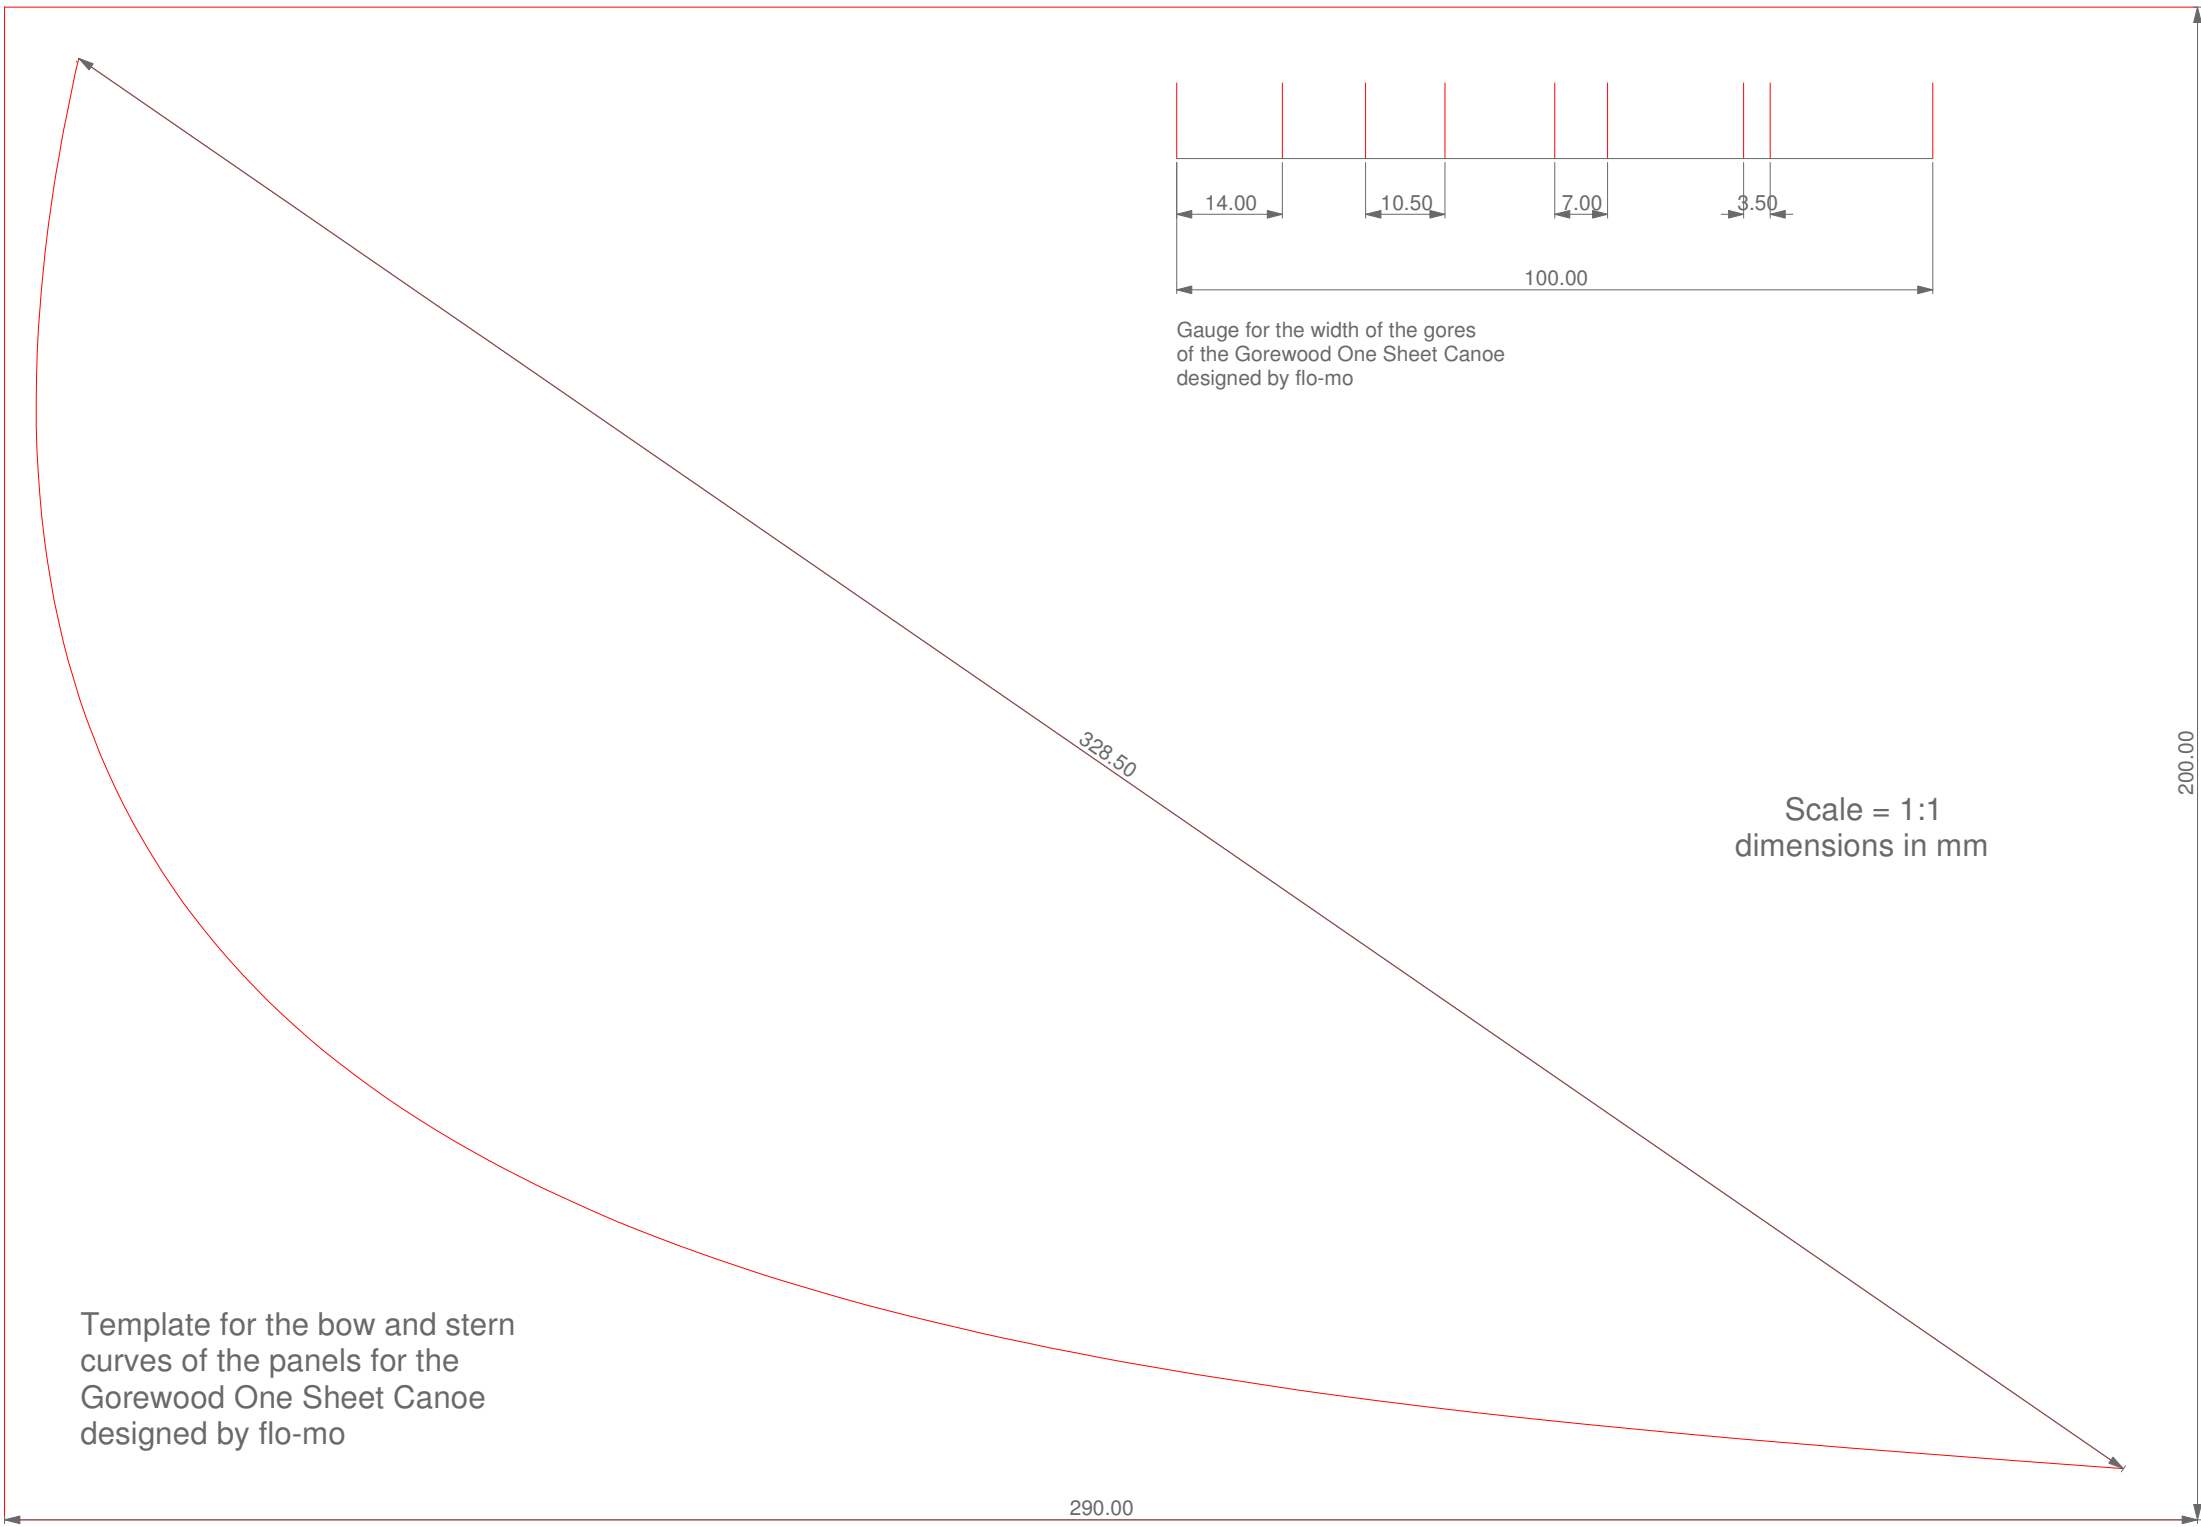 14.00
10.50
7.00
3.50
100.00
Gauge for the width of the gores
of the Gorewood One Sheet Canoe
designed by flo-mo
328.50
200.00
Scale = 1:1
dimensions in mm
Template for the bow and stern
curves of the panels for the
Gorewood One Sheet Canoe
designed by flo-mo
290.00